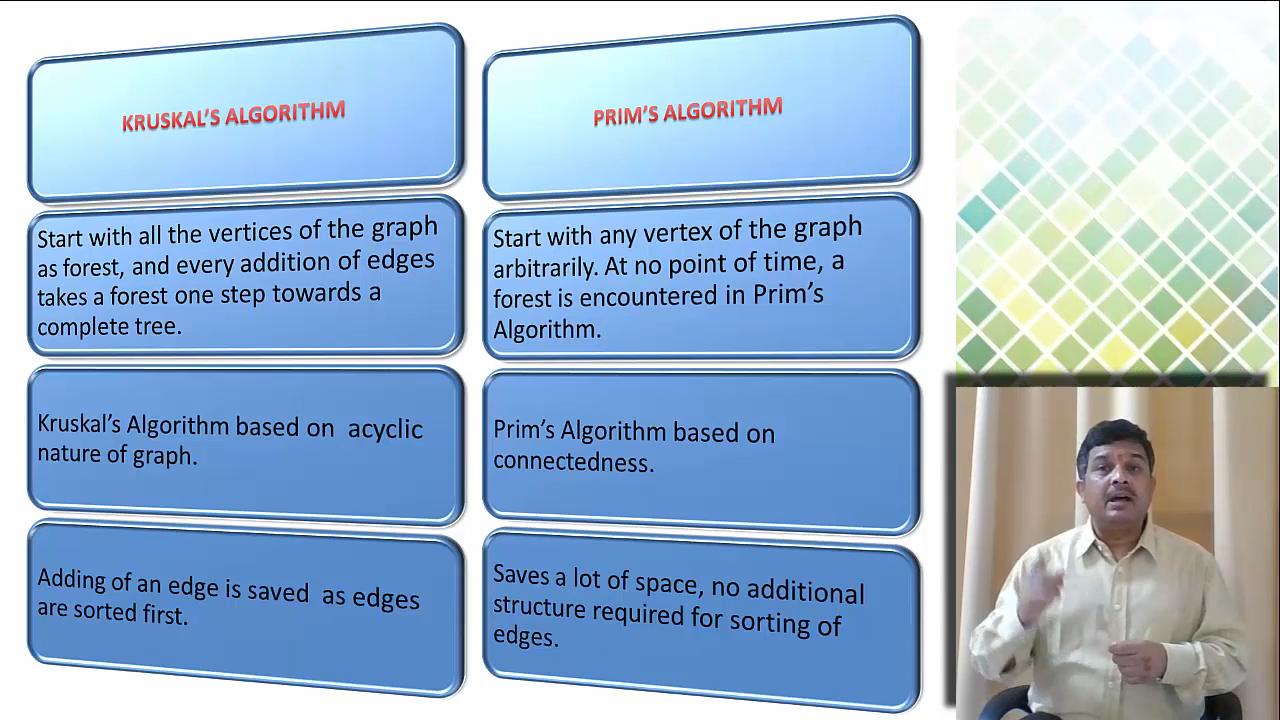 KRUSKAL'S ALGORITHM
Start with all the vertices of the graph
as forest, and every addition of edges
takes a forest one step towards a
complete tree.
Kruskal's Algorithm based on acyclic
nature of graph.
Adding of an edge is saved as edges
are sorted first.
PRIM'S ALGORITHM
Start with any vertex of the graph
arbitrarily. At no point of time, a
forest is encountered in Prim's
Algorithm.
Prim's Algorithm based on
connectedness.
Saves a lot of space, no additional
structure required for sorting of
edges.